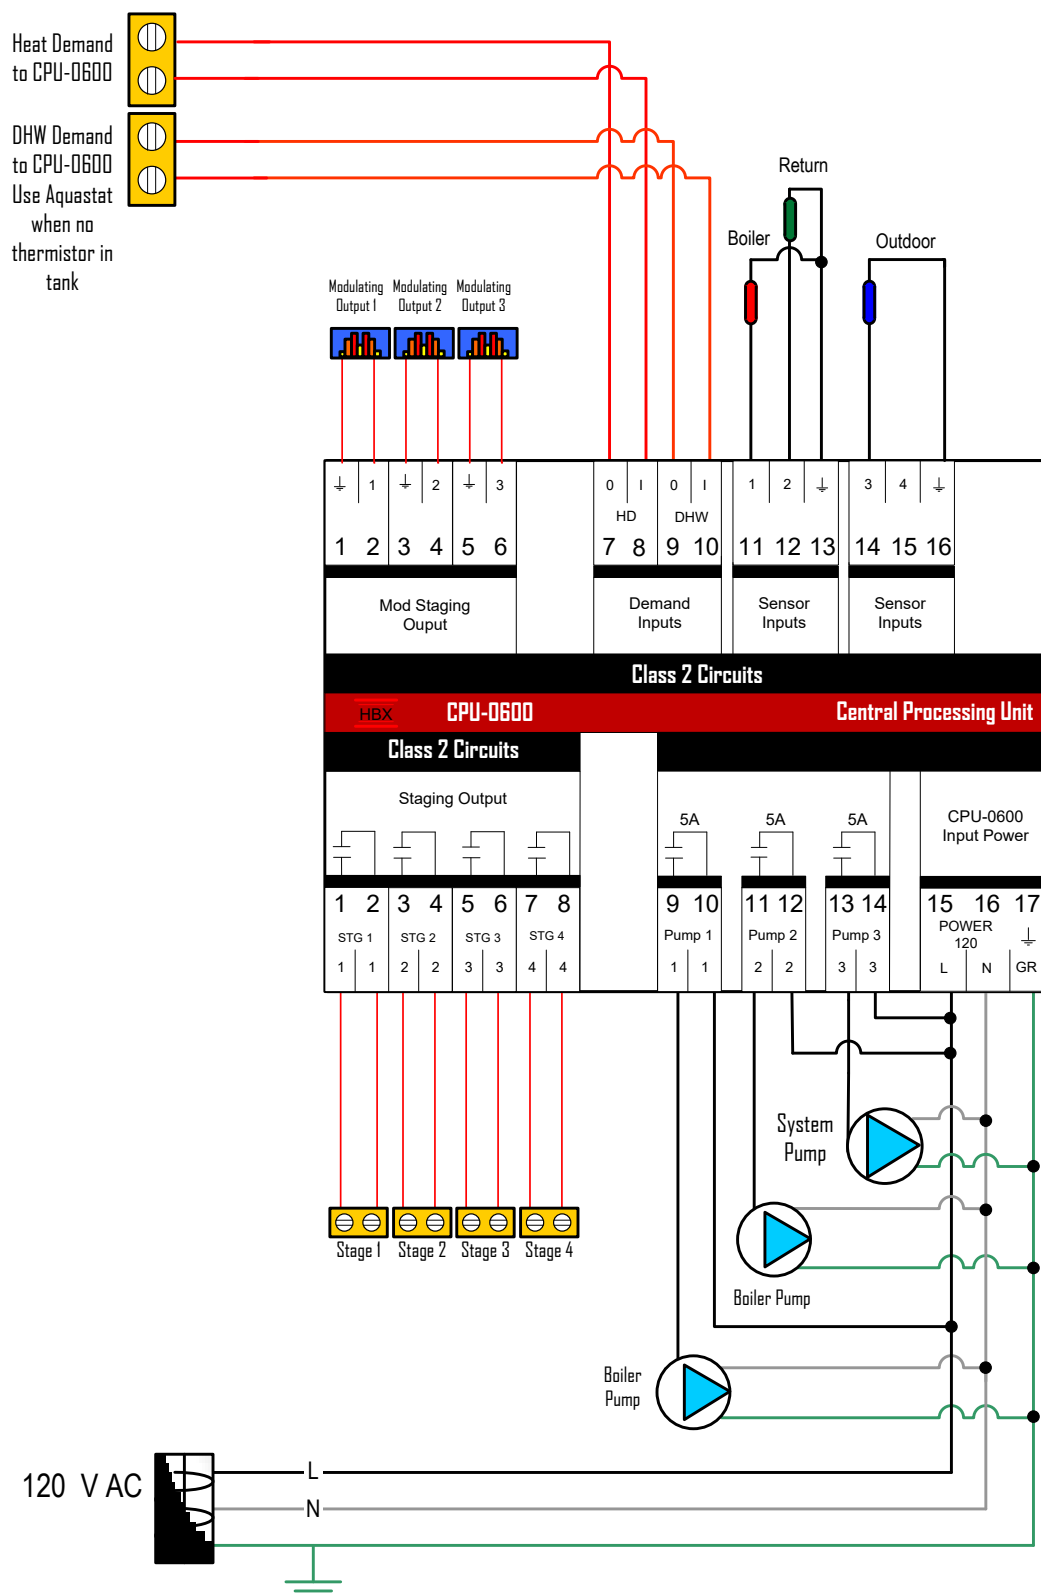 Heat Demand
to CPU-0600
DHW Demand
to CPU-0600
Use Aquastat
when no
thermistor in
tank
Return
Boiler
Outdoor
Modulating
Output 1
Modulating
Output 2
Modulating
Output 3
1 2 3 0 I 0 I 1 2 3 4
HD DHW
1 2 3 4 5 6 7 8 9 10 11 12 13 14 15 16
Mod Staging
Ouput
Demand
Inputs
Sensor
Inputs
Sensor
Inputs
Class 2 Circuits
HBX CPU-0600 Central Processing Unit
Class 2 Circuits
Staging Output
5A 5A 5A
CPU-0600
Input Power
1 2 3 4 5 6 7 8 9 10 11 12 13 14 15 16 17
STG 1 STG 2 STG 3 STG 4 Pump 1 Pump 2 Pump 3
POWER
120
1 1 2 2 3 3 4 4 1 1 2 2 3 3 L N GR
System
Pump
Stage 1 Stage 2 Stage 3 Stage 4
Boiler Pump
Boiler
Pump
120 V AC
L
N